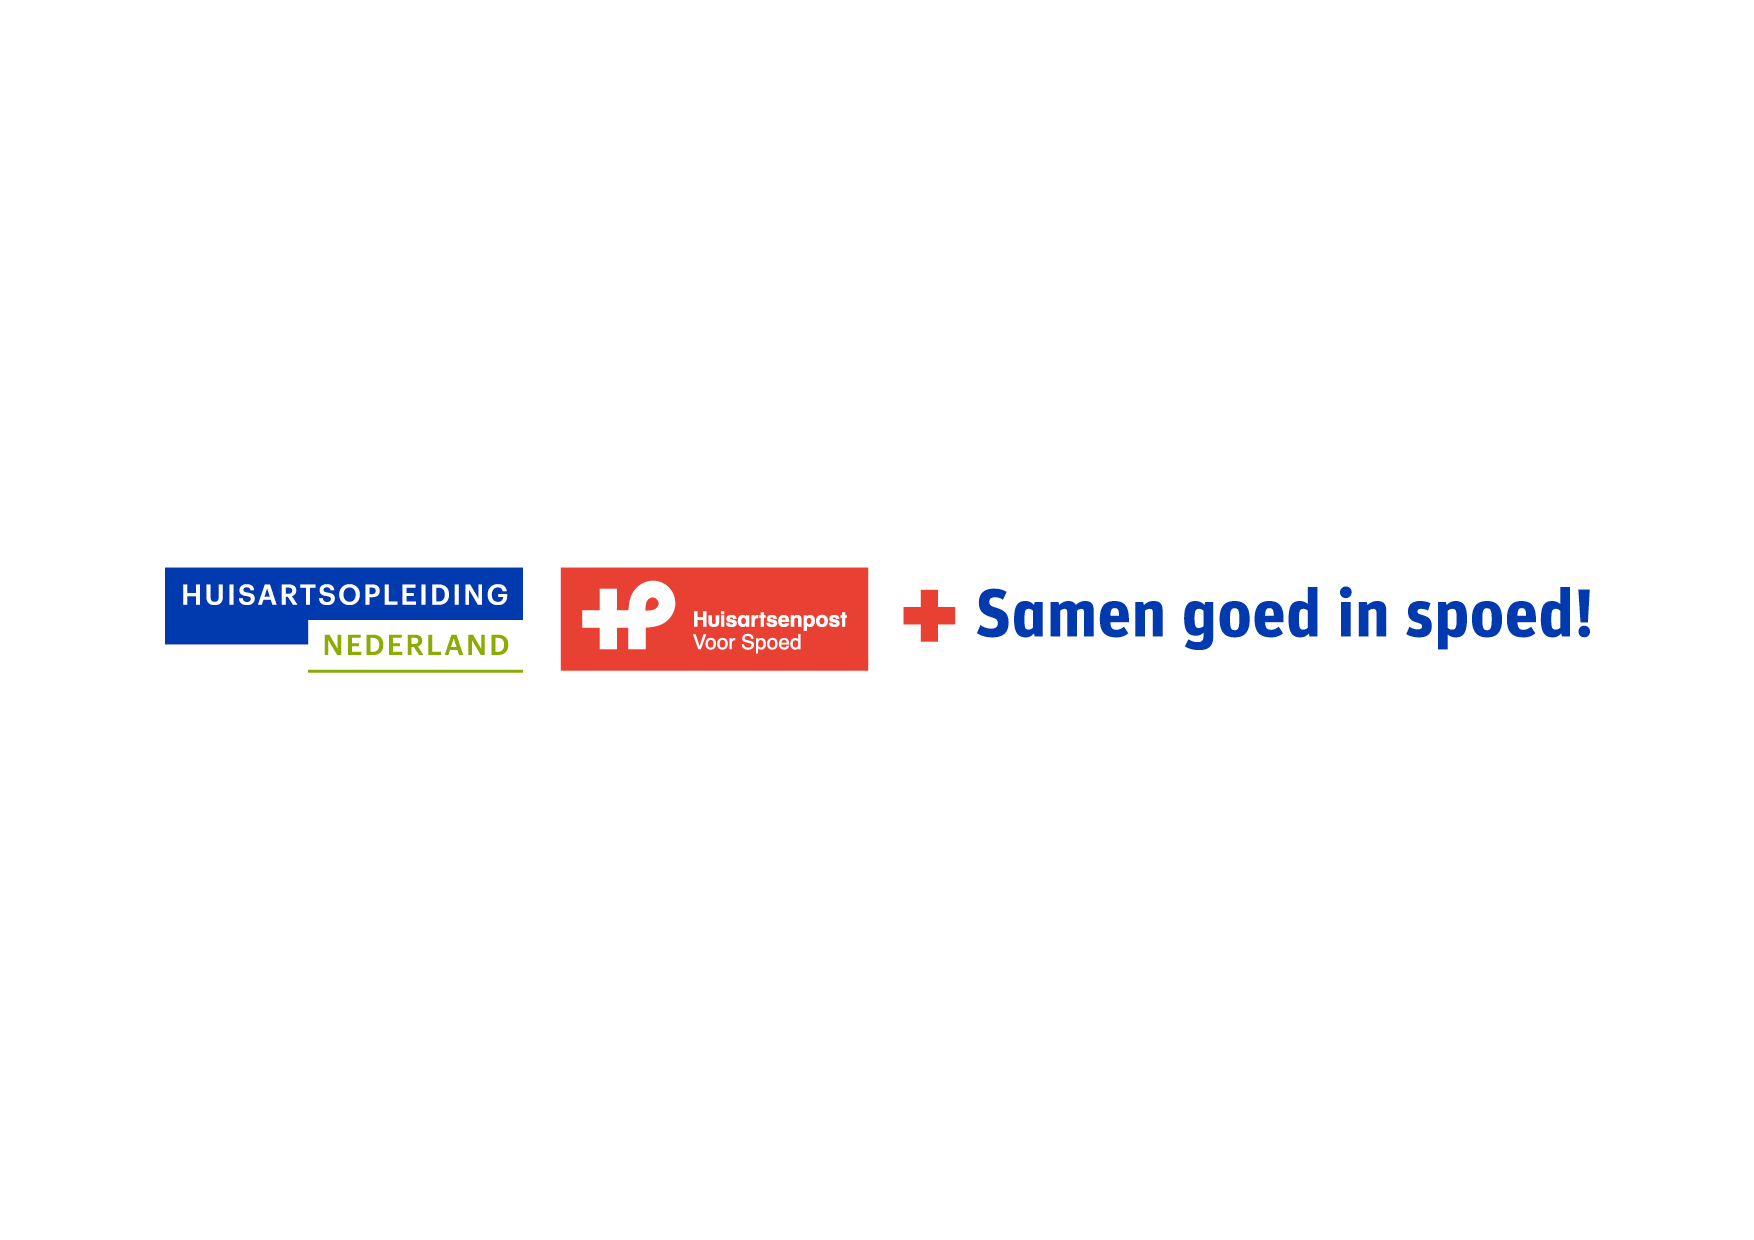 HUISARTSOPLEIDING
NEDERLAND
Huisartsenpost
Voor Spoed
Samen goed in spoed!